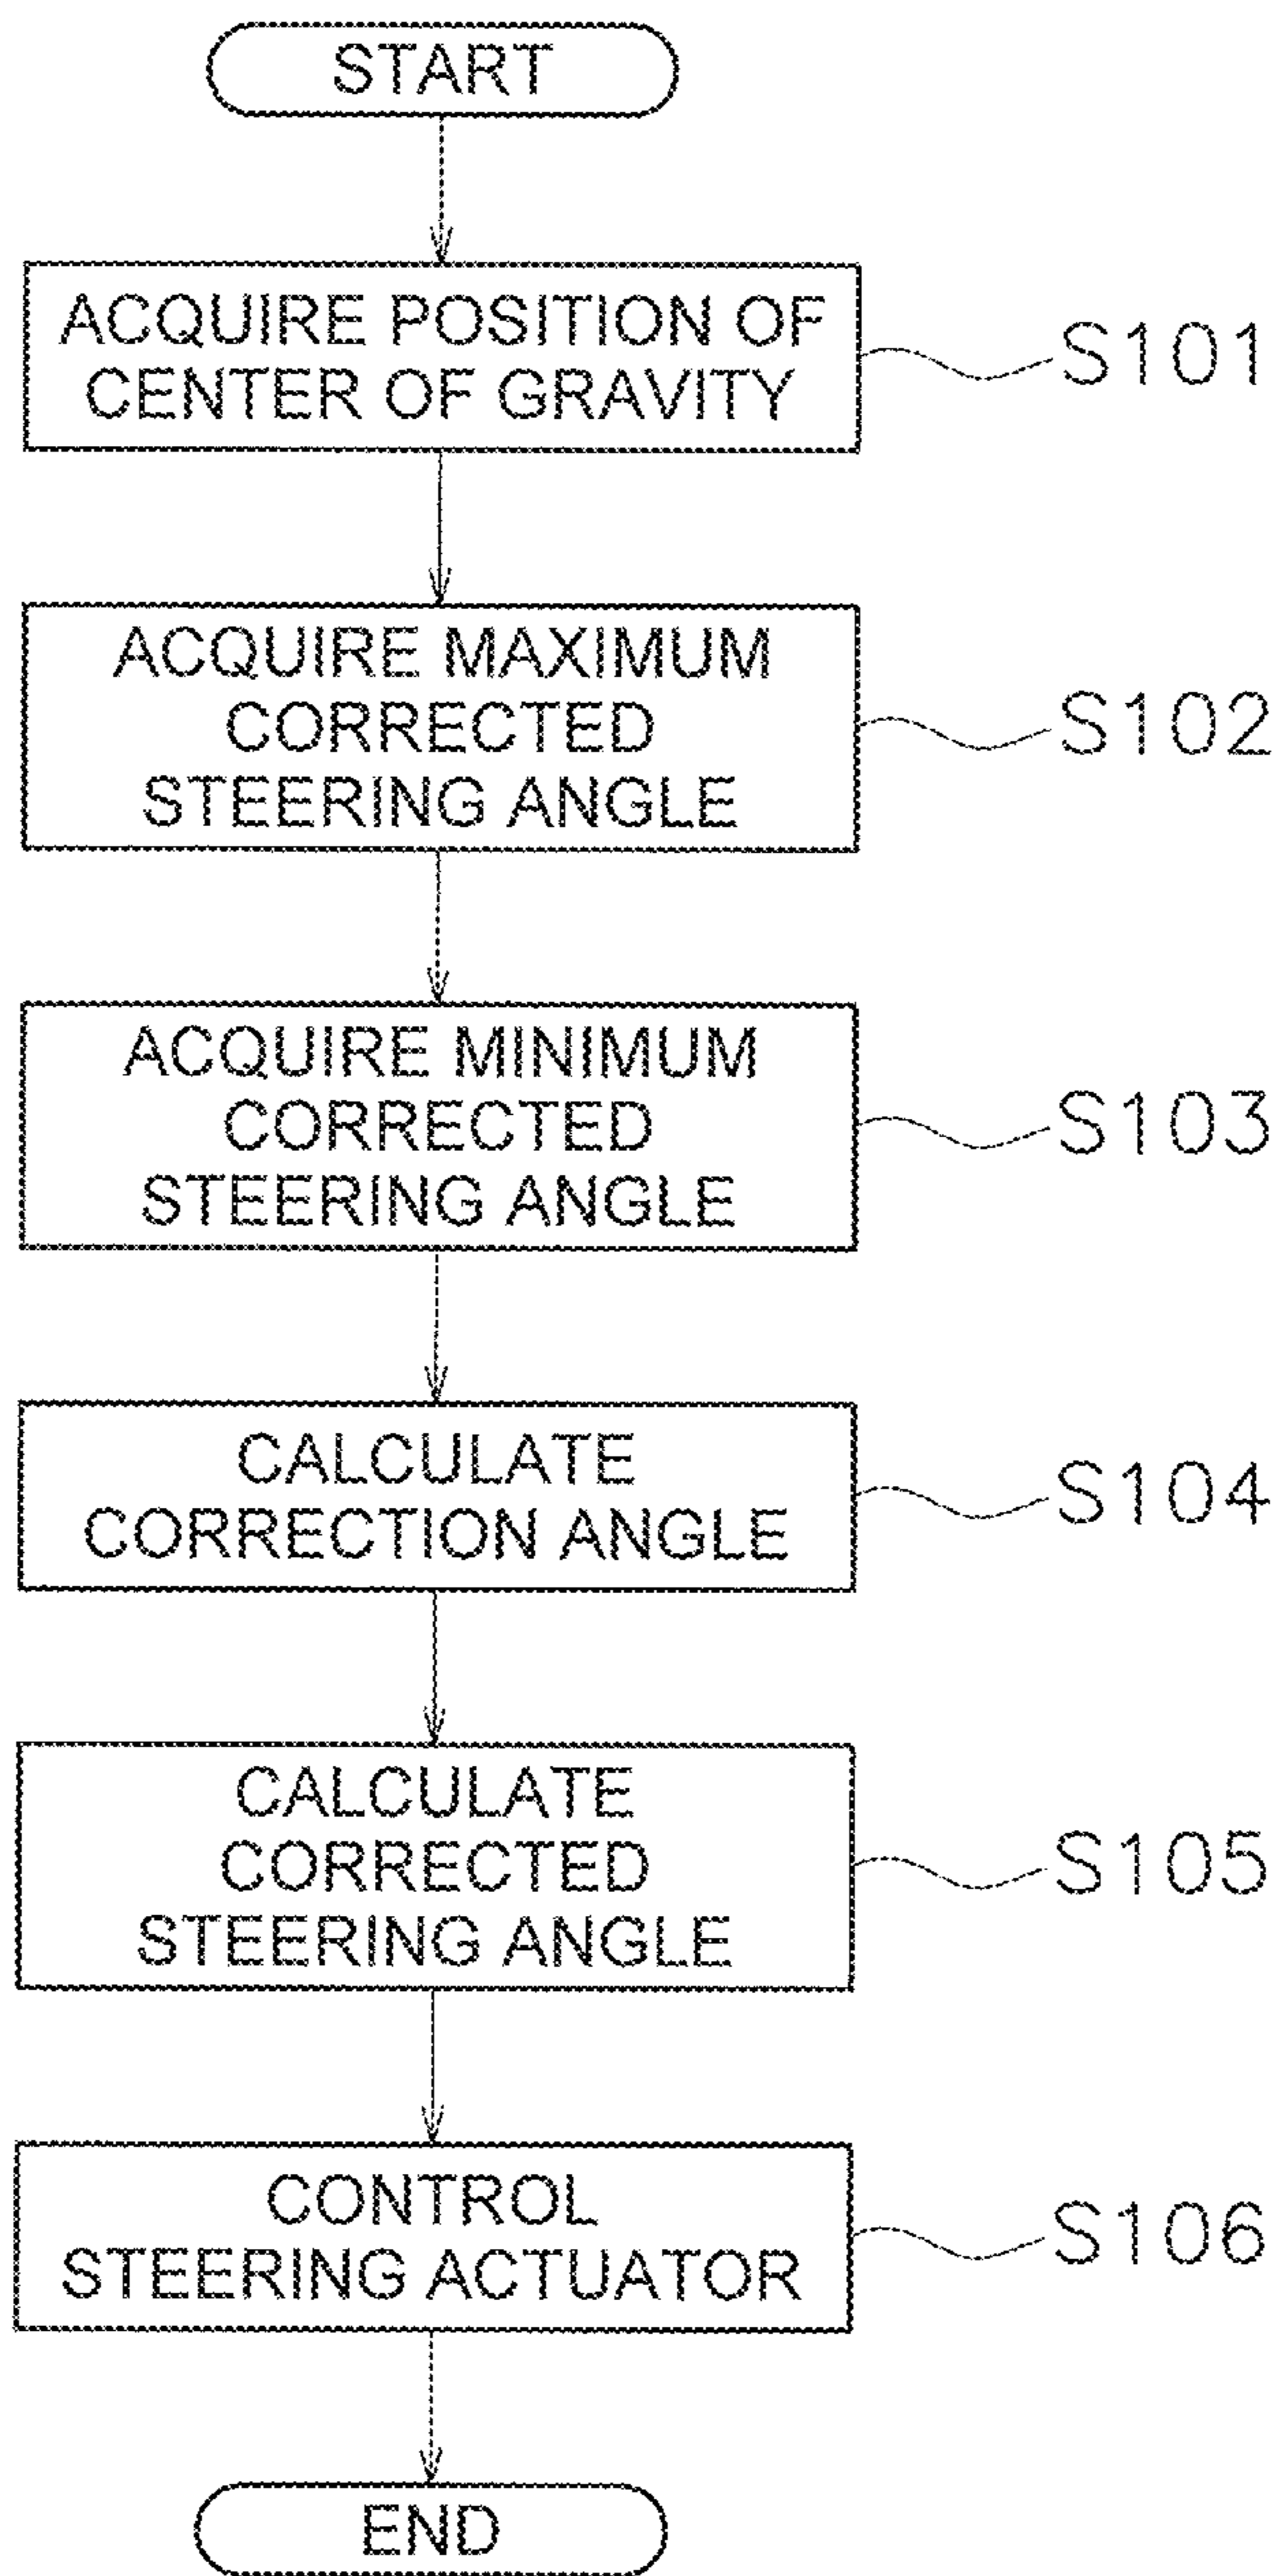 START
ACQUIRE POSITION OF
CENTER OF GRAVITY
S101
ACQUIRE MAXIMUM
CORRECTED
STEERING ANGLE
S102
ACQUIRE MINIMUM
CORRECTED
STEERING ANGLE
S103
CALCULATE
CORRECTION ANGLE
S104
CALCULATE
CORRECTED
STEERING ANGLE
S105
CONTROL
STEERING ACTUATOR
S106
END